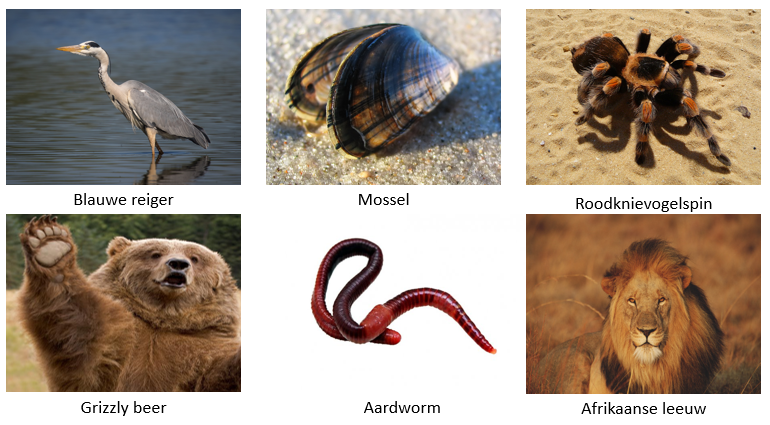 Blauwe reiger
Mossel
Roodknievogelspin
Grizzly beer
Aardworm
Afrikaanse leeuw